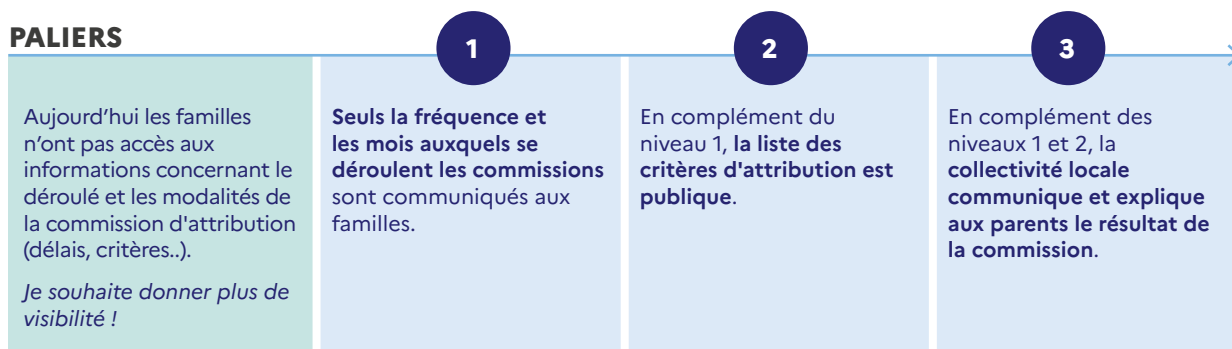 PALIERS
1
2
3
Aujourd’hui les familles
n’ont pas accès aux
informations concernant le
déroulé et les modalités de
la commission d'attribution
(délais, critères..).
Je souhaite donner plus de
visibilité !
Seuls la fréquence et
les mois auxquels se
déroulent les commissions
sont communiqués aux
familles.
En complément du
niveau 1, la liste des
critères d'attribution est
publique.
En complément des
niveaux 1 et 2, la
collectivité locale
communique et explique
aux parents le résultat de
la commission.